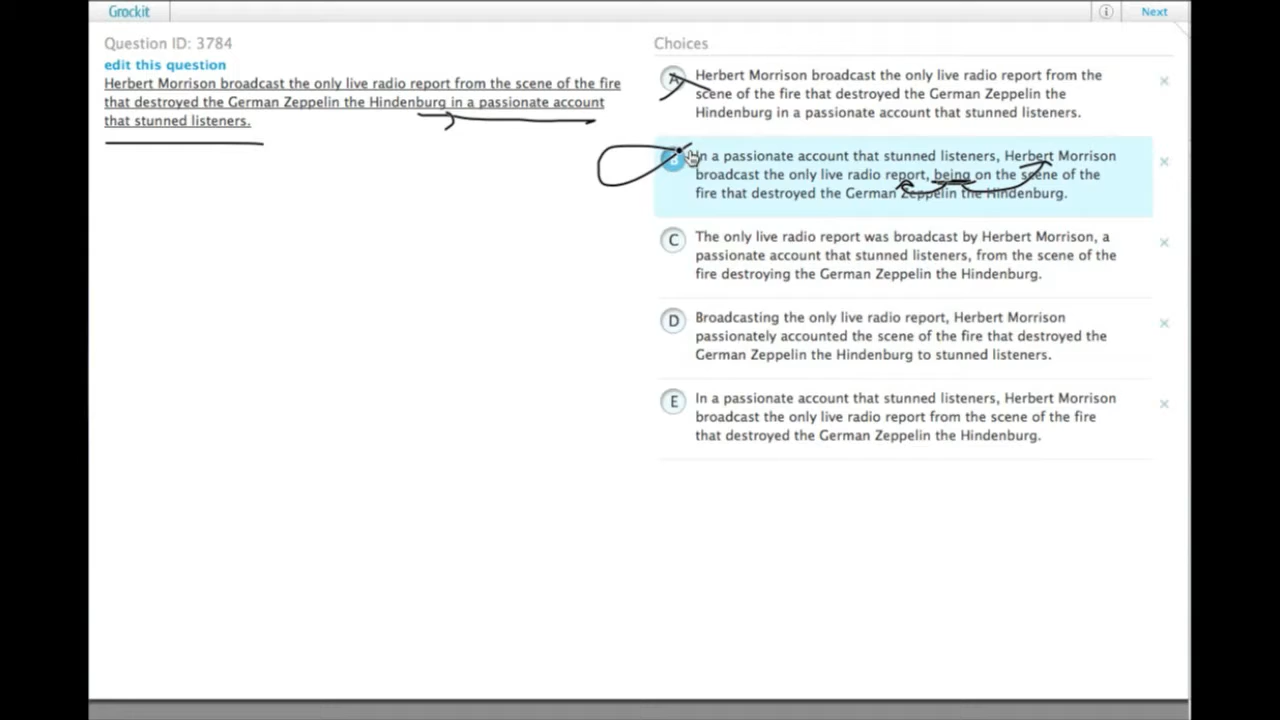 Grockit
Next
Question ID: 3784
edit this question
Herbert Morrison broadcast the only live radio report from the scene of the fire
that destroyed the German Zeppelin the Hindenburg in a passionate account
that stunned listeners.
Choices
A
Herbert Morrison broadcast the only live radio report from the
scene of the fire that destroyed the German Zeppelin the
Hindenburg in a passionate account that stunned listeners.
B
In a passionate account that stunned listeners, Herbert Morrison
broadcast the only live radio report, being on the scene of the
fire that destroyed the German Zeppelin the Hindenburg.
C
The only live radio report was broadcast by Herbert Morrison, a
passionate account that stunned listeners, from the scene of the
fire destroying the German Zeppelin the Hindenburg.
D
Broadcasting the only live radio report, Herbert Morrison
passionately accounted the scene of the fire that destroyed the
German Zeppelin the Hindenburg to stunned listeners.
E
In a passionate account that stunned listeners, Herbert Morrison
broadcast the only live radio report from the scene of the fire
that destroyed the German Zeppelin the Hindenburg.